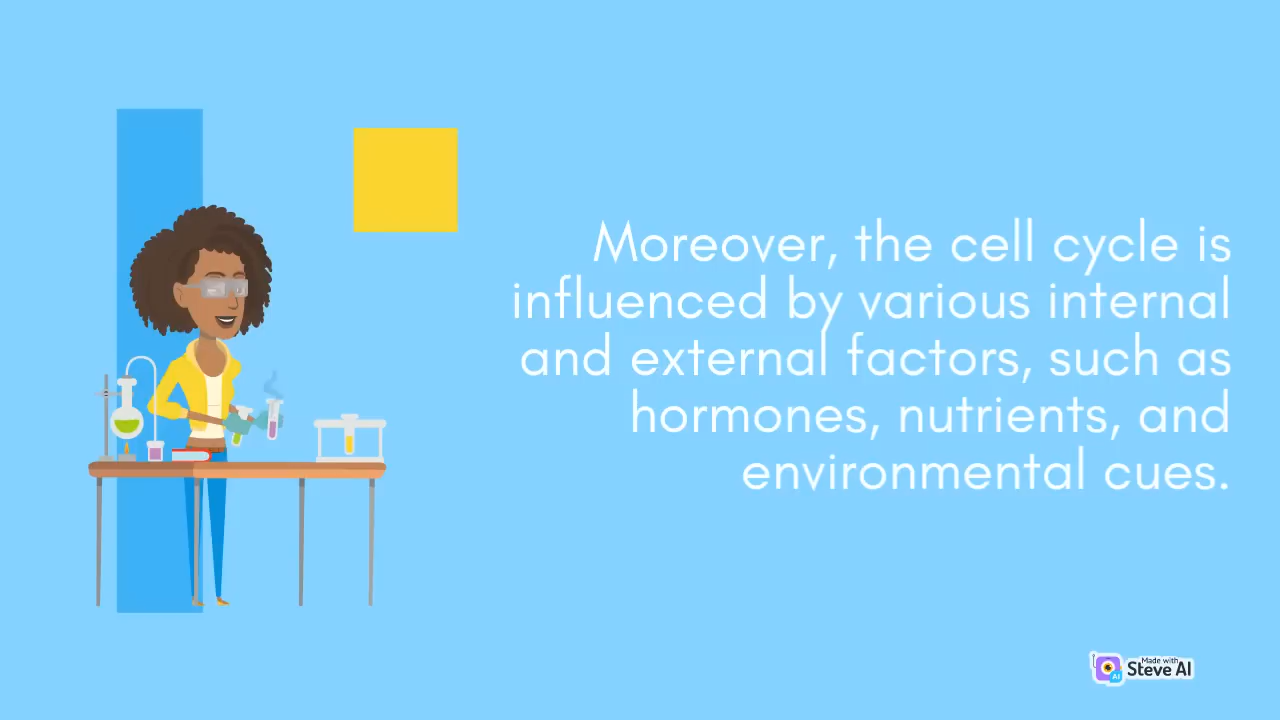 Moreover, the cell cycle is
influenced by various internal
and external factors, such as
hormones, nutrients, and
environmental cues.
Made with
Steve AI
AI